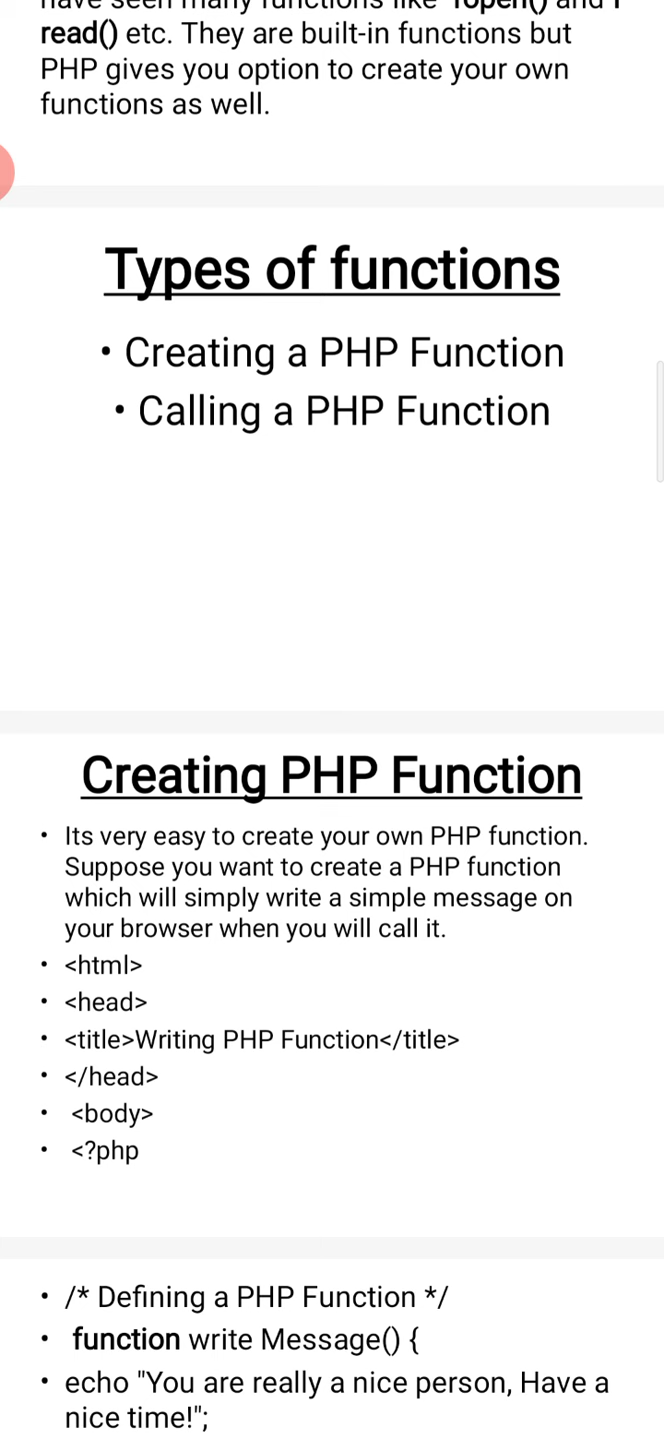 read() etc. They are built-in functions but
PHP gives you option to create your own
functions as well.
Types of functions
• Creating a PHP Function
• Calling a PHP Function
Creating PHP Function
• Its very easy to create your own PHP function.
Suppose you want to create a PHP function
which will simply write a simple message on
your browser when you will call it.
• <html>
• <head>
• <title>Writing PHP Function</title>
• </head>
• <body>
• <?php
• /* Defining a PHP Function */
• function write Message() {
• echo "You are really a nice person, Have a
nice time!";